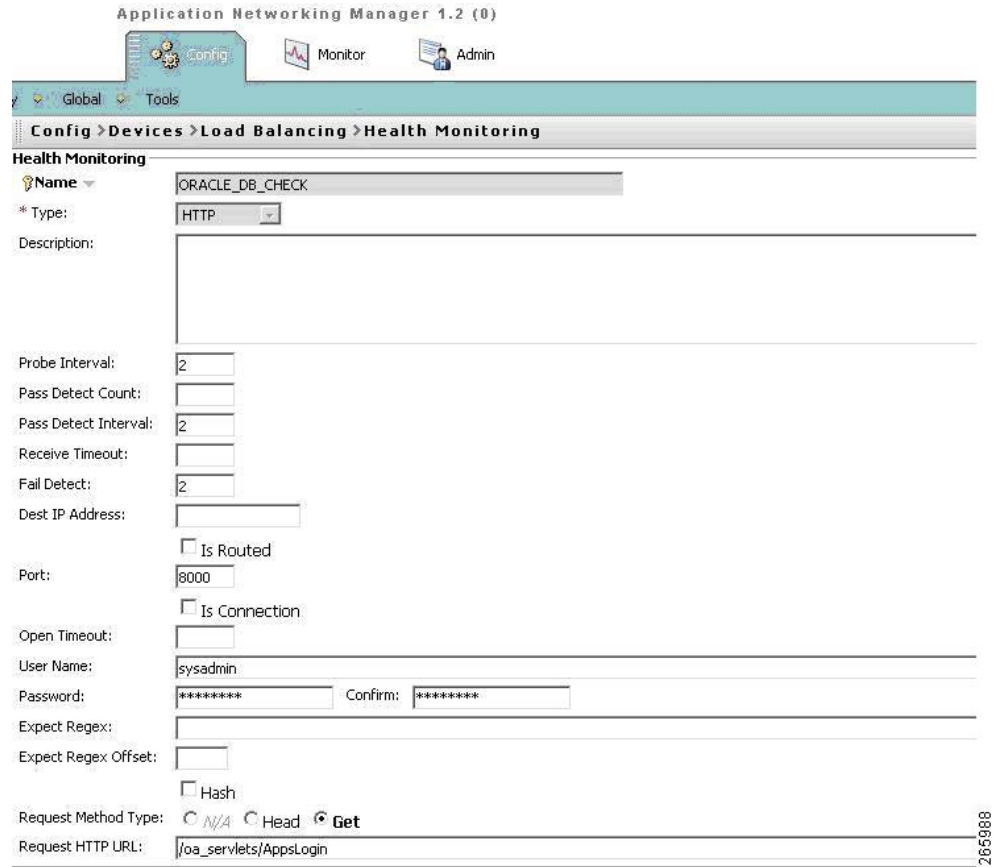 Application Networking Manager 1.2 (0)
Config Monitor Admin
y Global Tools
Config > Devices > Load Balancing > Health Monitoring
Health Monitoring
Name ORACLE_DB_CHECK
* Type: HTTP
Description:
Probe Interval: 2
Pass Detect Count:
Pass Detect Interval: 2
Receive Timeout:
Fail Detect: 2
Dest IP Address:
Is Routed
Port: 8000
Is Connection
Open Timeout:
User Name: sysadmin
Password: ******** Confirm: ********
Expect Regex:
Expect Regex Offset:
Hash
Request Method Type: N/A Head Get
Request HTTP URL: /oa_servlets/AppsLogin
265988